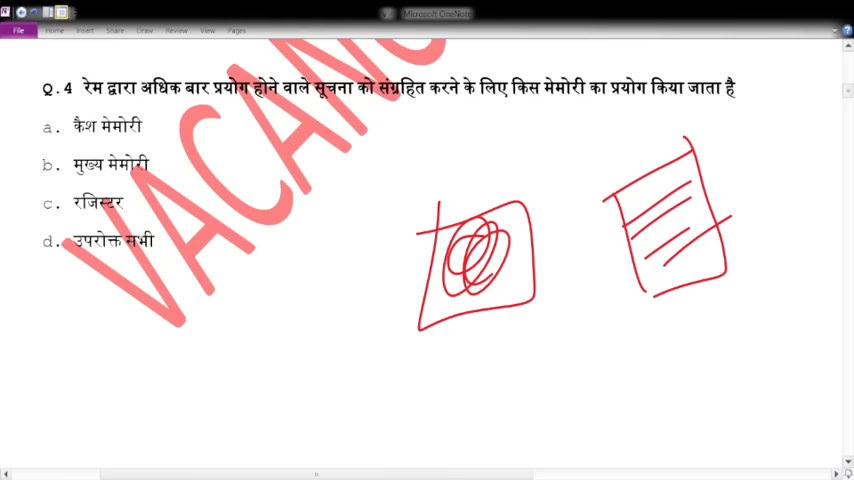 Microsoft OneNote
File Home Insert Share Draw Review View Pages
Q.4 रेम द्वारा अधिक बार प्रयोग होने वाले सूचना को संग्रहित करने के लिए किस मेमोरी का प्रयोग किया जाता है
a. कैश मेमोरी
b. मुख्य मेमोरी
c. रजिस्टर
d. उपरोक्त सभी